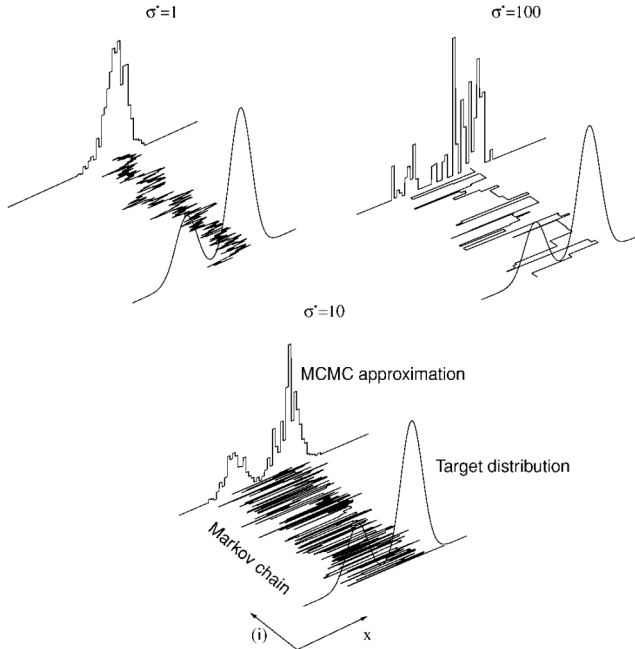 σ*=1
σ*=100
σ*=10
MCMC approximation
Target distribution
Markov chain
(i)
x